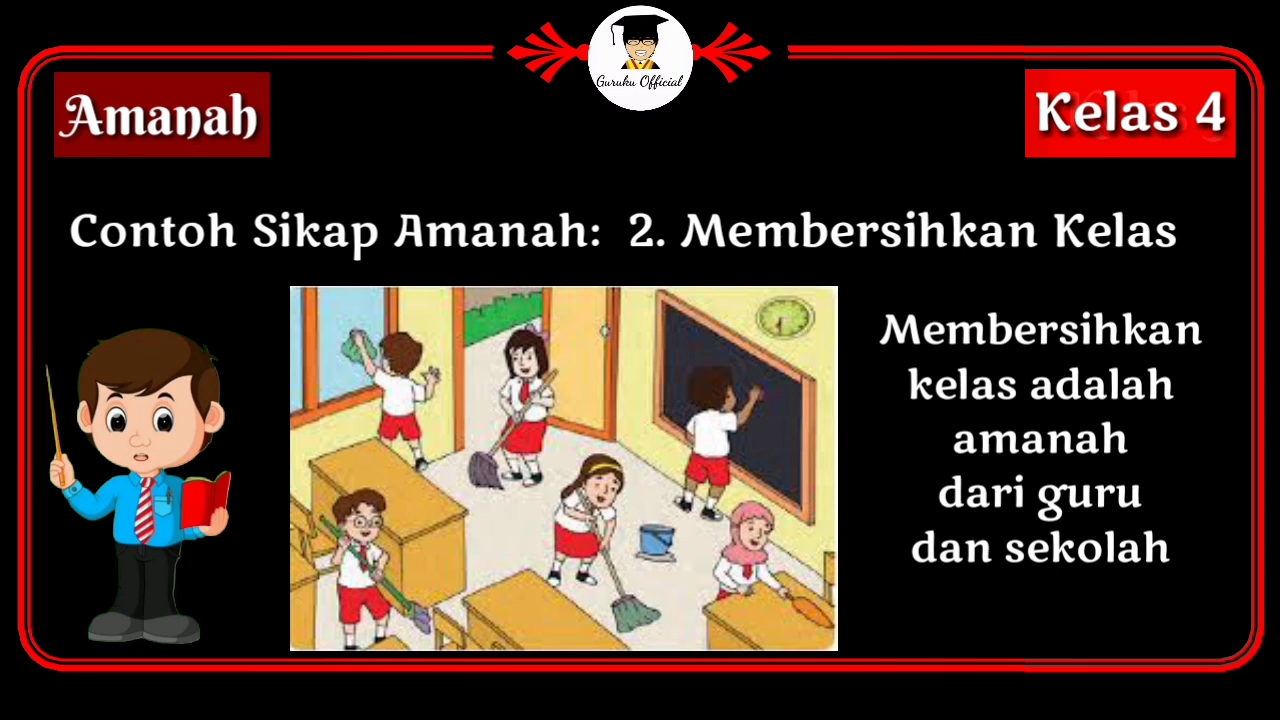 Guruku Official
Amanah
Kelas 4
Contoh Sikap Amanah: 2. Membersihkan Kelas
Membersihkan
kelas adalah
amanah
dari guru
dan sekolah